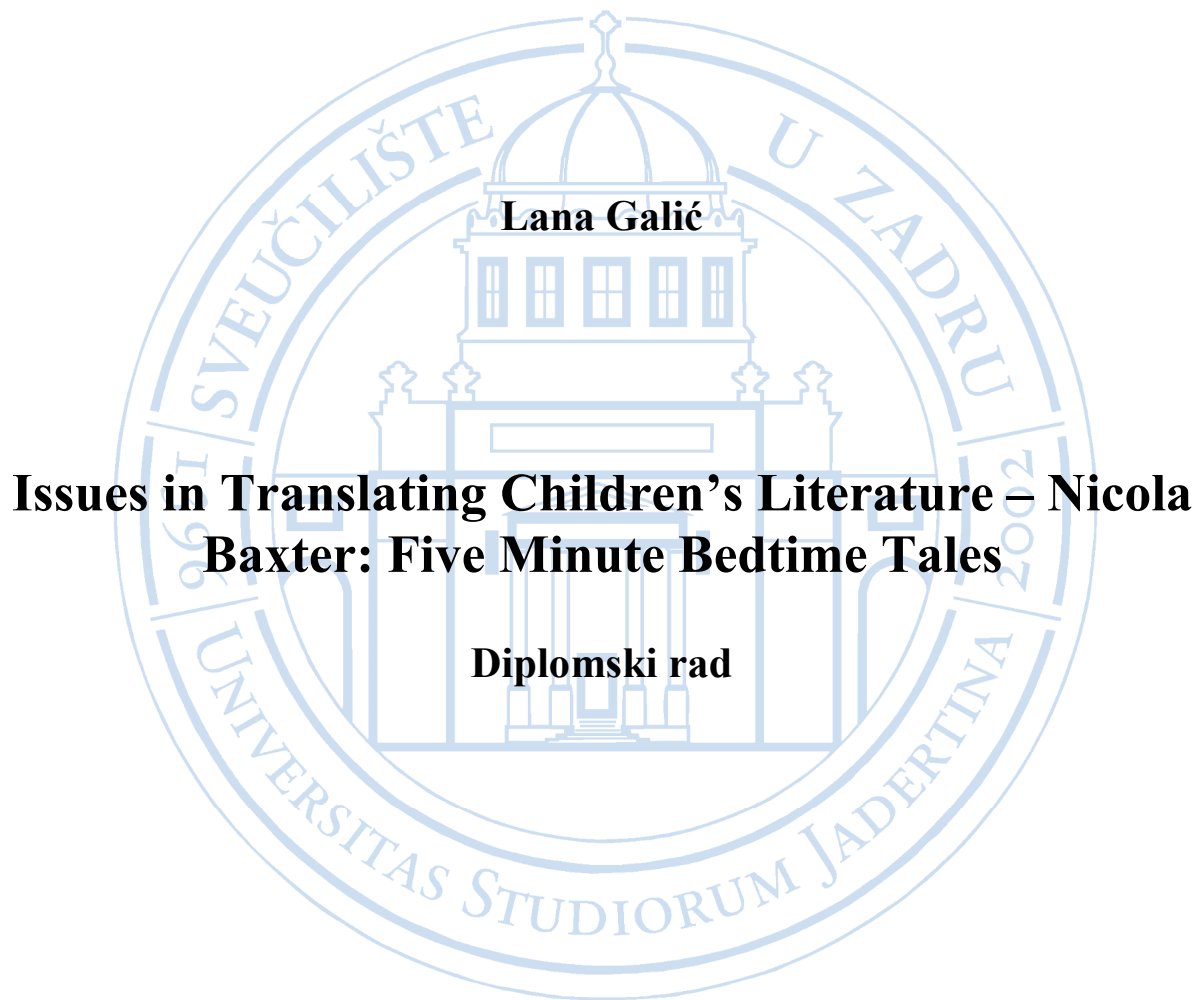 SVEUČILIŠTE U ZADRU
Lana Galić
1396
2002
Issues in Translating Children’s Literature – Nicola
Baxter: Five Minute Bedtime Tales
Diplomski rad
UNIVERSITAS STUDIORUM JADERTINA